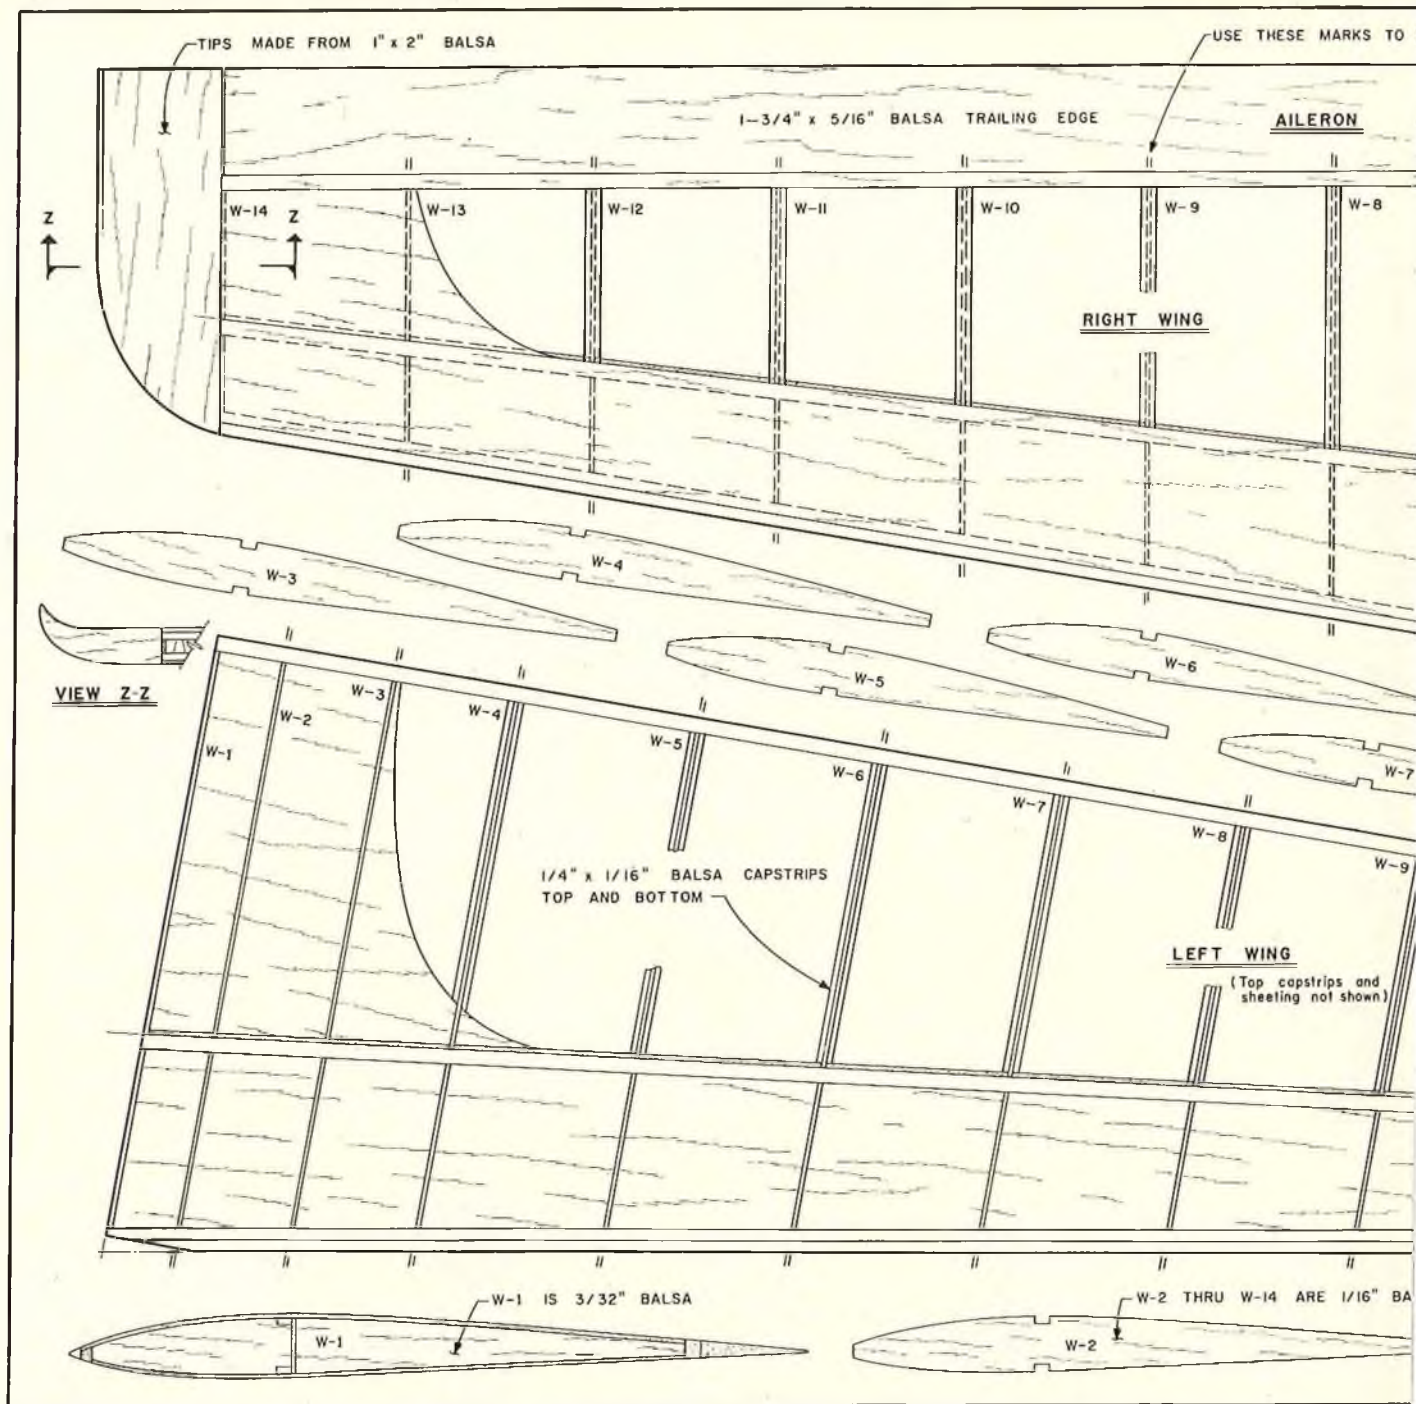 TIPS MADE FROM 1" x 2" BALSA
USE THESE MARKS TO
1-3/4" x 5/16" BALSA TRAILING EDGE
AILERON
Z
W-14
Z
W-13
W-12
W-11
W-10
W-9
W-8
RIGHT WING
W-3
W-4
W-5
W-6
W-7
VIEW Z-Z
W-1
W-2
W-3
W-4
W-5
W-6
W-7
W-8
W-9
1/4" x 1/16" BALSA CAPSTRIPS
TOP AND BOTTOM
LEFT WING
(Top capstrips and
sheeting not shown)
W-1 IS 3/32" BALSA
W-1
W-2 THRU W-14 ARE 1/16" BA
W-2